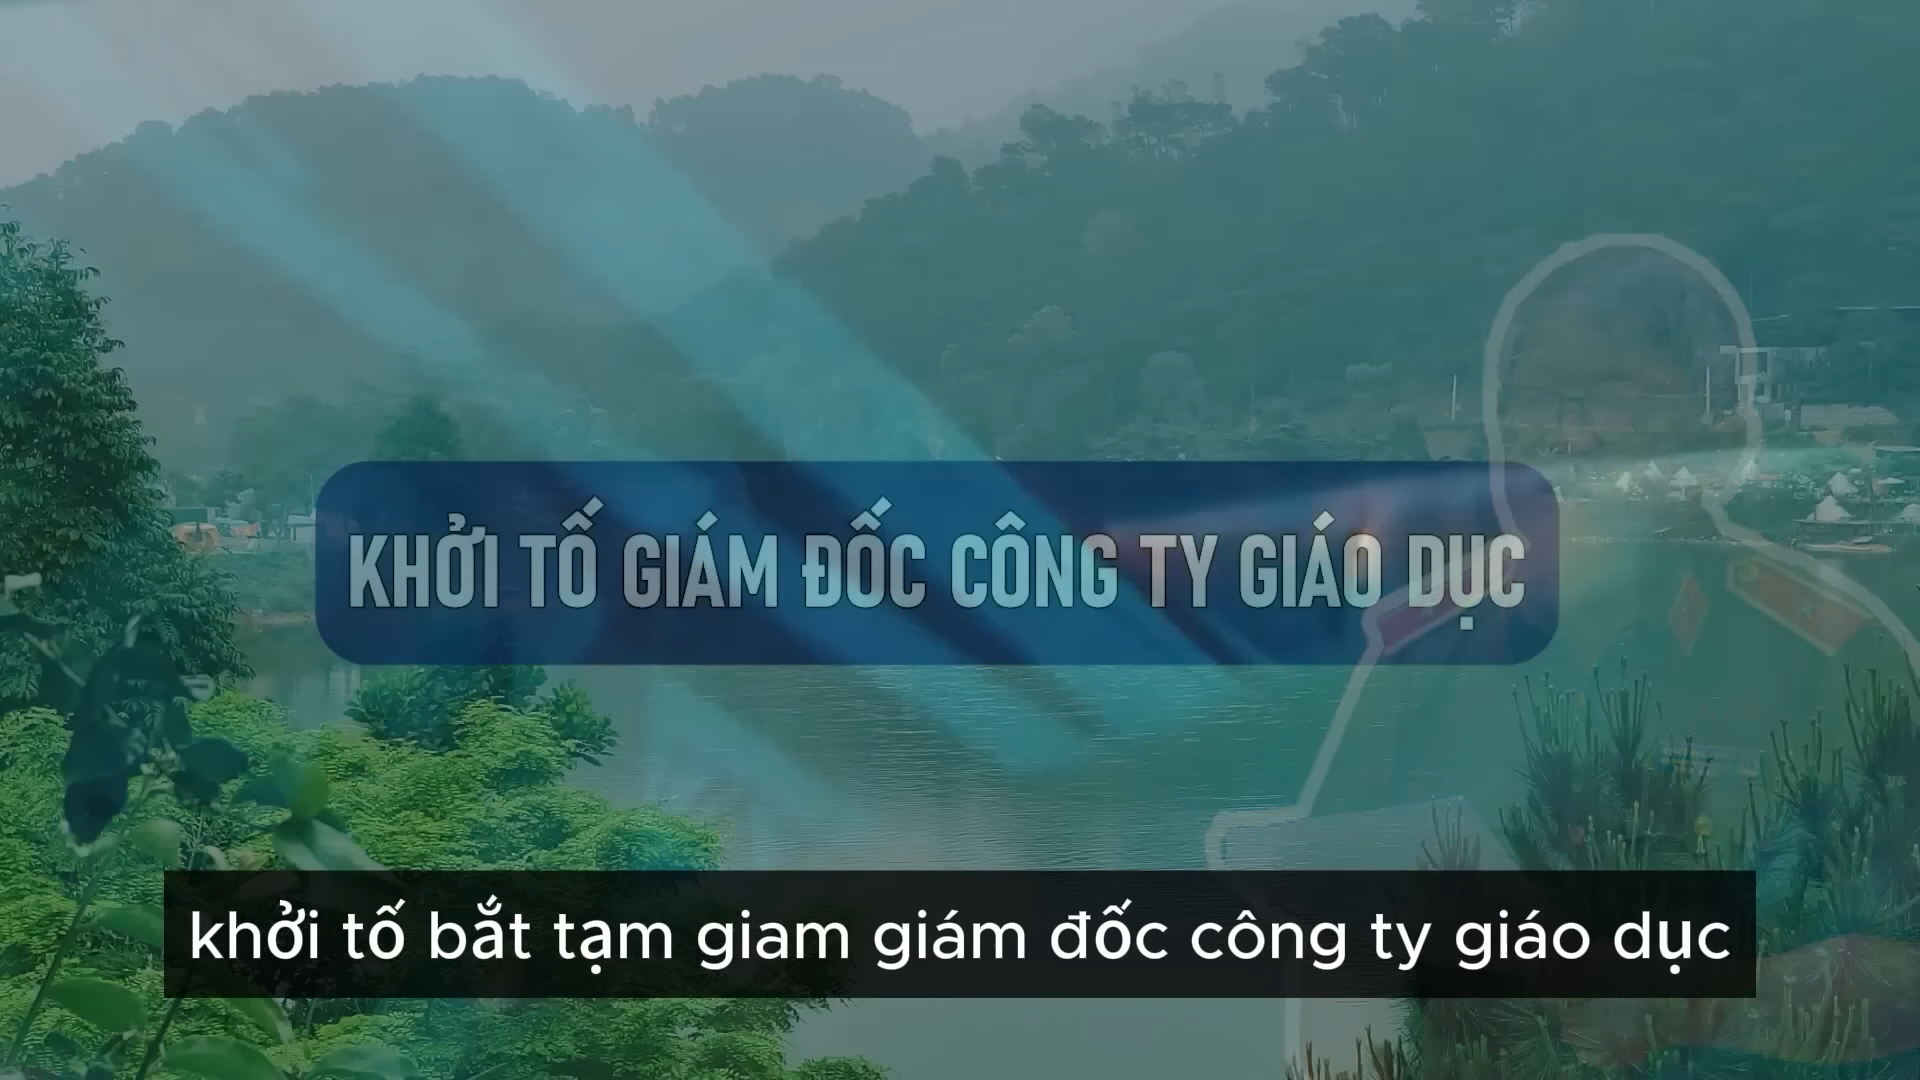 KHỞI TỐ GIÁM ĐỐC CÔNG TY GIÁO DỤC
khởi tố bắt tạm giam giám đốc công ty giáo dục